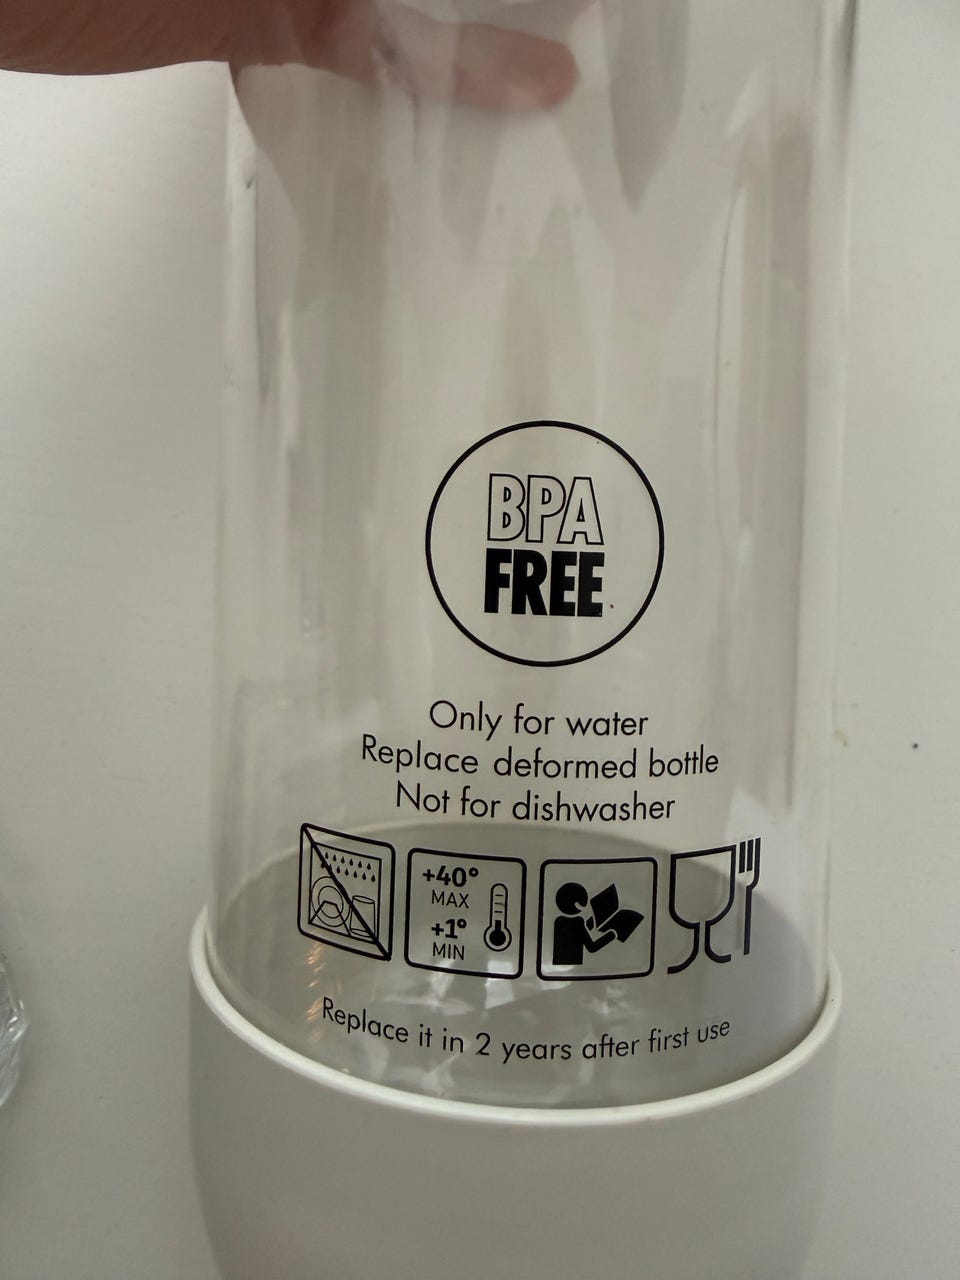 BPA
FREE
Only for water
Replace deformed bottle
Not for dishwasher
+40°
MAX
+1°
MIN
Replace it in 2 years after first use